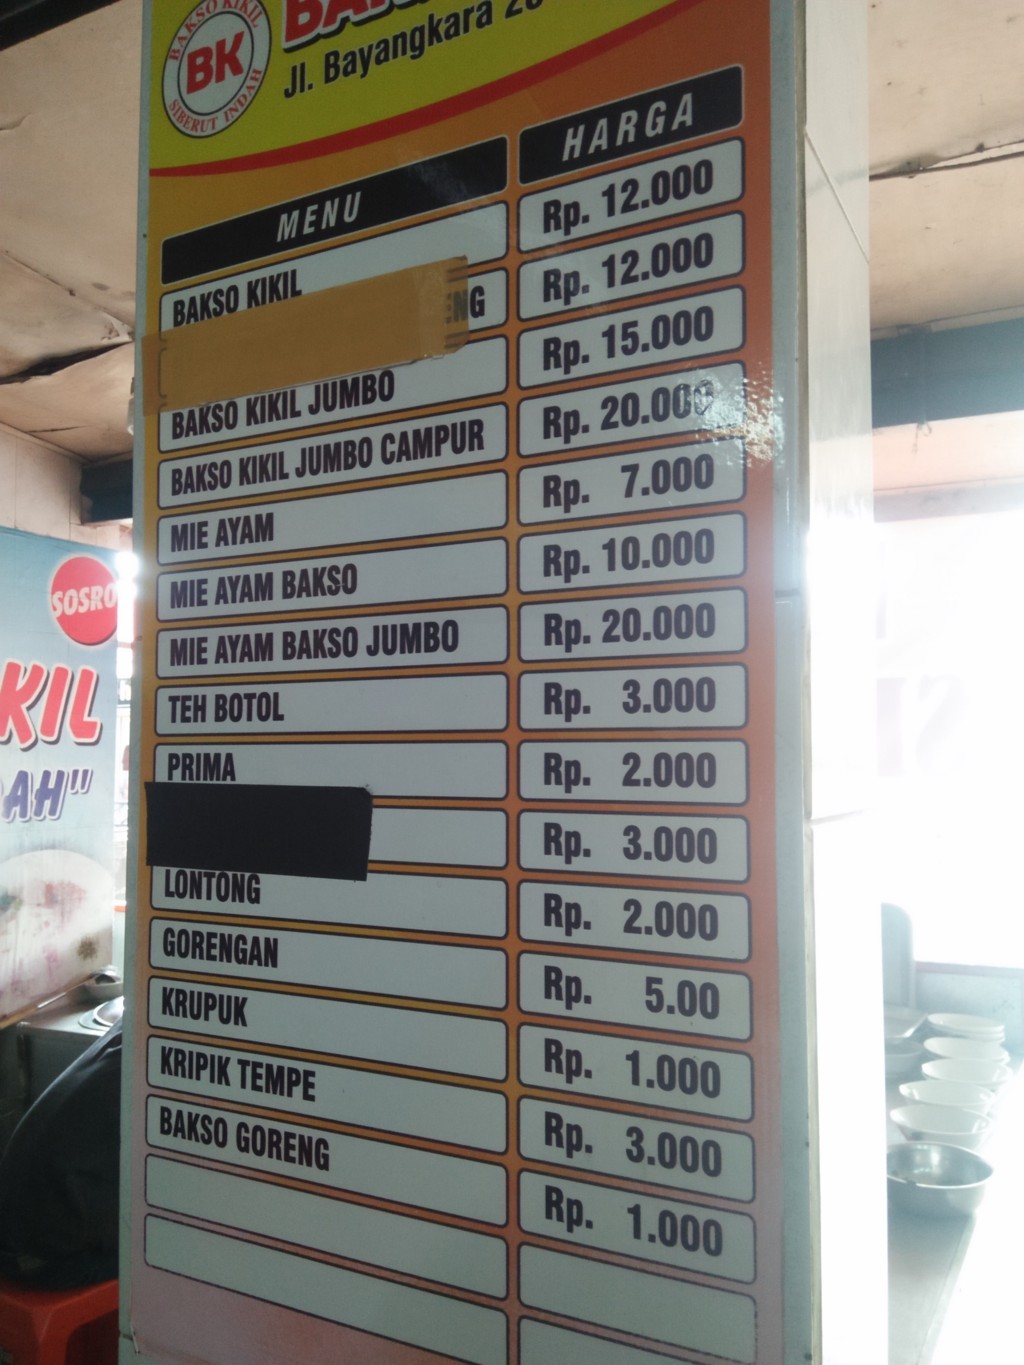 BAKSO KIKIL
BK
SIBERUT INDAH
Jl. Bayangkara
MENU HARGA
BAKSO KIKIL Rp. 12.000
NG Rp. 12.000
BAKSO KIKIL JUMBO Rp. 15.000
BAKSO KIKIL JUMBO CAMPUR Rp. 20.000
MIE AYAM Rp. 7.000
MIE AYAM BAKSO Rp. 10.000
MIE AYAM BAKSO JUMBO Rp. 20.000
TEH BOTOL Rp. 3.000
PRIMA Rp. 2.000
Rp. 3.000
LONTONG Rp. 2.000
GORENGAN Rp. 5.00
KRUPUK Rp. 1.000
KRIPIK TEMPE Rp. 3.000
BAKSO GORENG Rp. 1.000
SOSRO
KIL
AH"